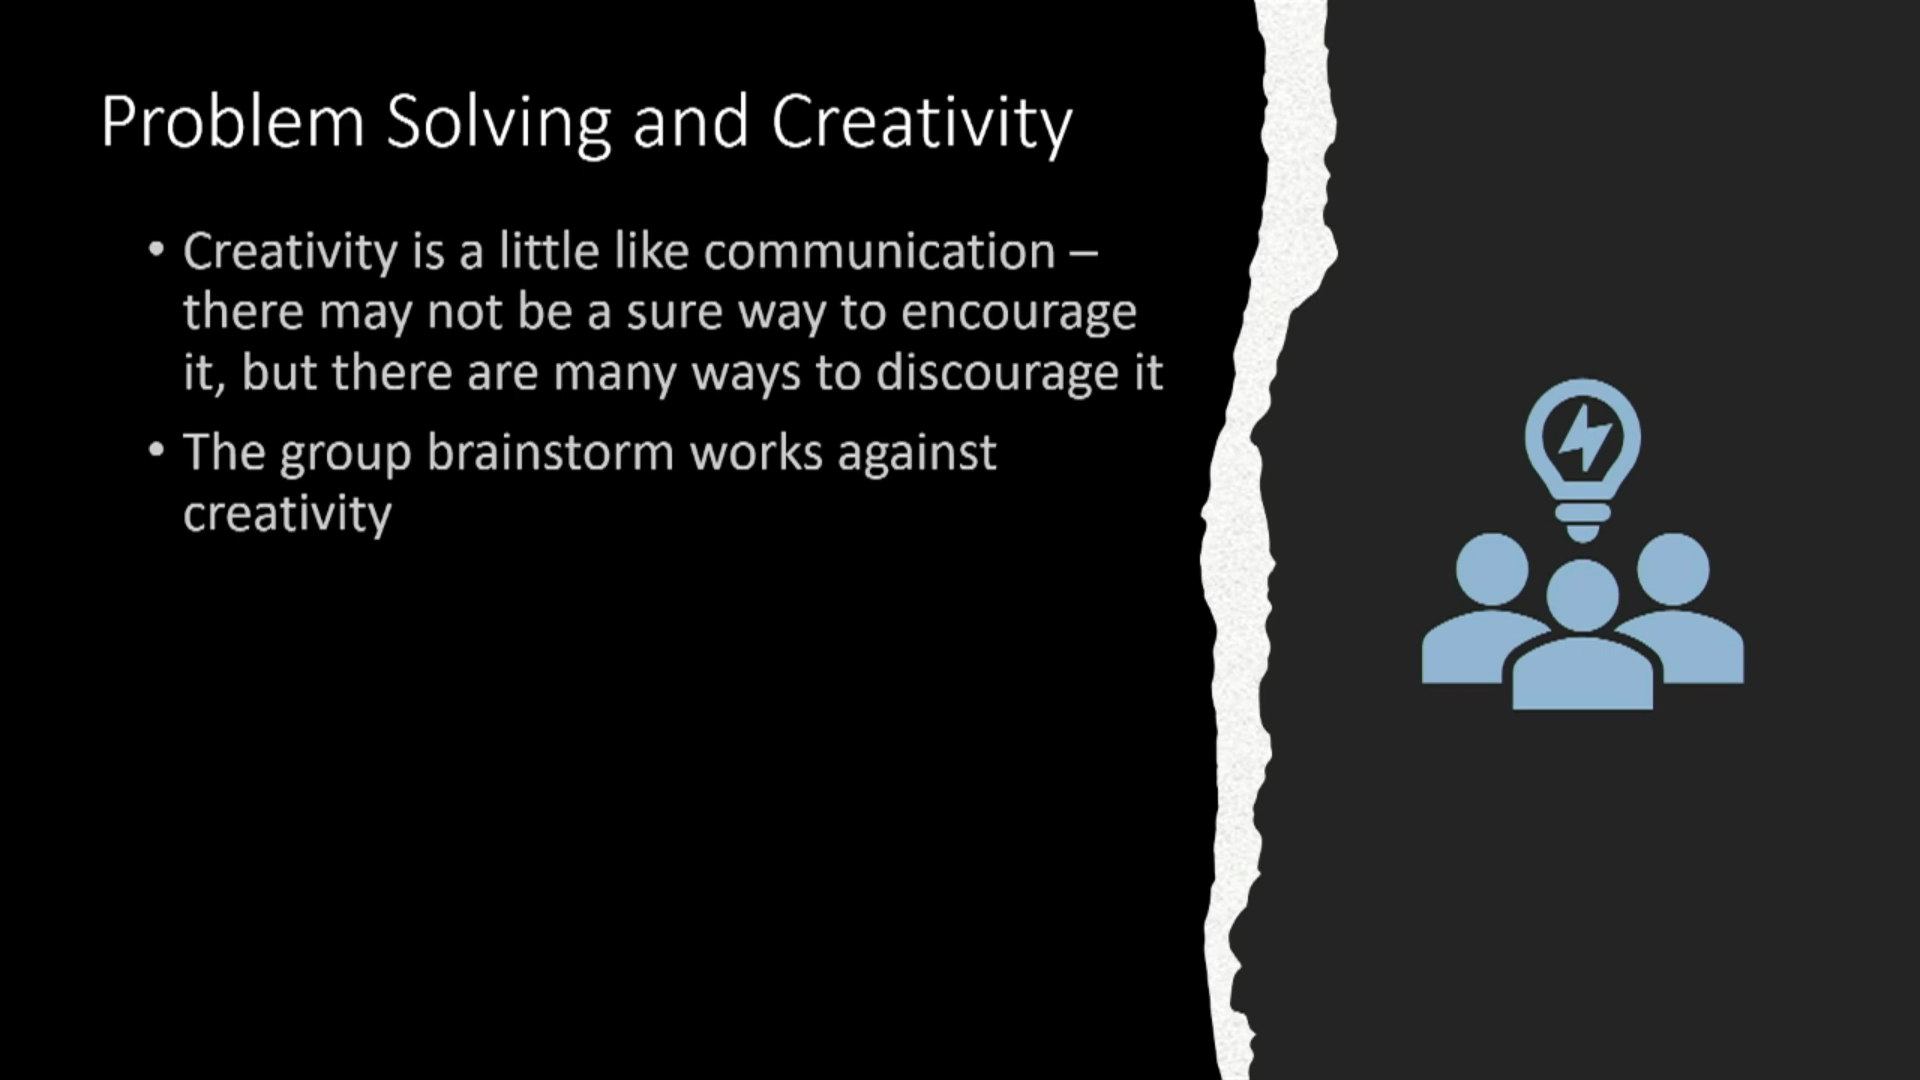 Problem Solving and Creativity
• Creativity is a little like communication –
there may not be a sure way to encourage
it, but there are many ways to discourage it
• The group brainstorm works against
creativity